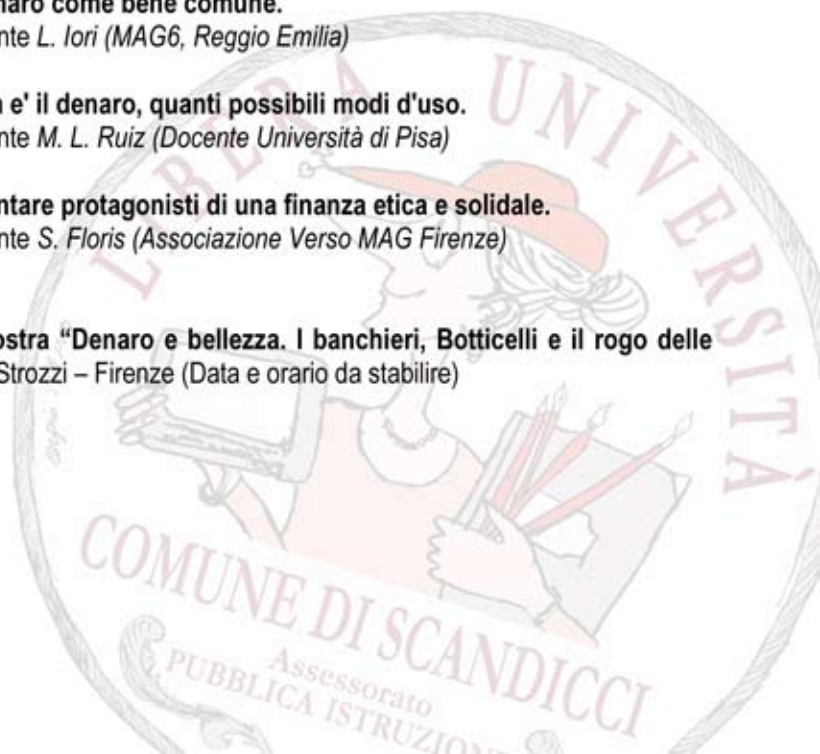 naro come bene comune.
nte L. Iori (MAG6, Reggio Emilia)
e' il denaro, quanti possibili modi d'uso.
nte M. L. Ruiz (Docente Università di Pisa)
ntare protagonisti di una finanza etica e solidale.
nte S. Floris (Associazione Verso MAG Firenze)
ostra “Denaro e bellezza. I banchieri, Botticelli e il rogo delle
Strozzi – Firenze (Data e orario da stabilire)
LIBERA UNIVERSITÀ
COMUNE DI SCANDICCI
Assessorato
PUBBLICA ISTRUZIONE